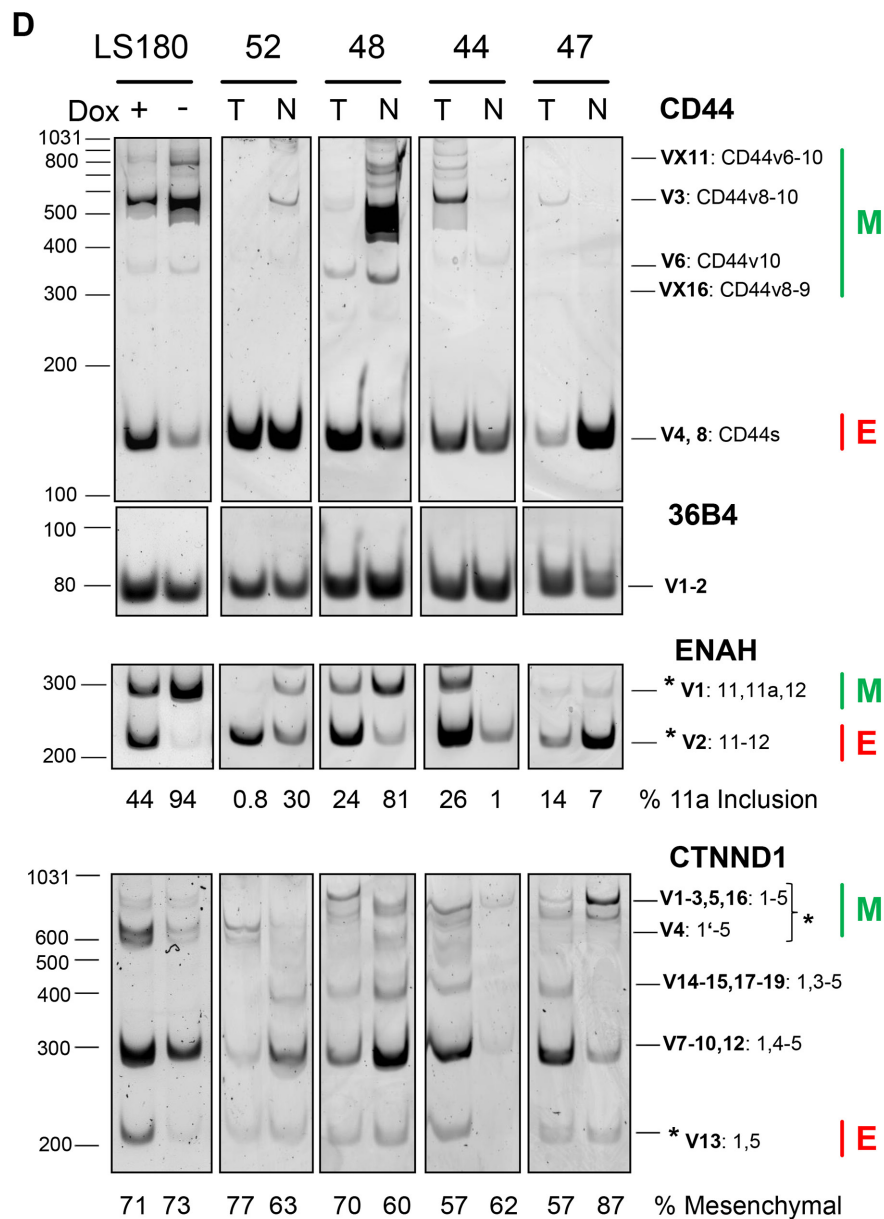 D
LS180 52 48 44 47
Dox + - T N T N T N T N CD44
1031
800
500
400
300
200
100
VX11: CD44v6-10
V3: CD44v8-10
M
V6: CD44v10
VX16: CD44v8-9
V4, 8: CD44s E
36B4
100
80
V1-2
ENAH
300
200
* V1: 11,11a,12 M
* V2: 11-12 E
44 94 0.8 30 24 81 26 1 14 7 % 11a Inclusion
CTNND1
1031
600
500
400
300
200
V1-3,5,16: 1-5
* M
V4: 1‘-5
V14-15,17-19: 1,3-5
V7-10,12: 1,4-5
* V13: 1,5 E
71 73 77 63 70 60 57 62 57 87 % Mesenchymal